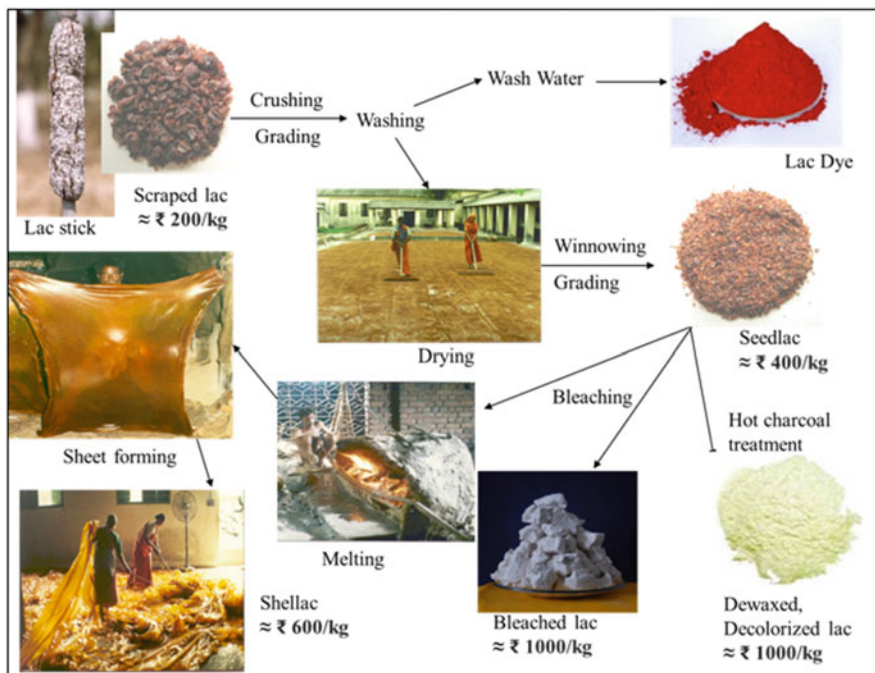 Lac stick
Scraped lac
≈ ₹ 200/kg
Crushing
Grading
Washing
Wash Water
Lac Dye
Drying
Winnowing
Grading
Seedlac
≈ ₹ 400/kg
Melting
Sheet forming
Shellac
≈ ₹ 600/kg
Bleaching
Bleached lac
≈ ₹ 1000/kg
Hot charcoal
treatment
Dewaxed,
Decolorized lac
≈ ₹ 1000/kg